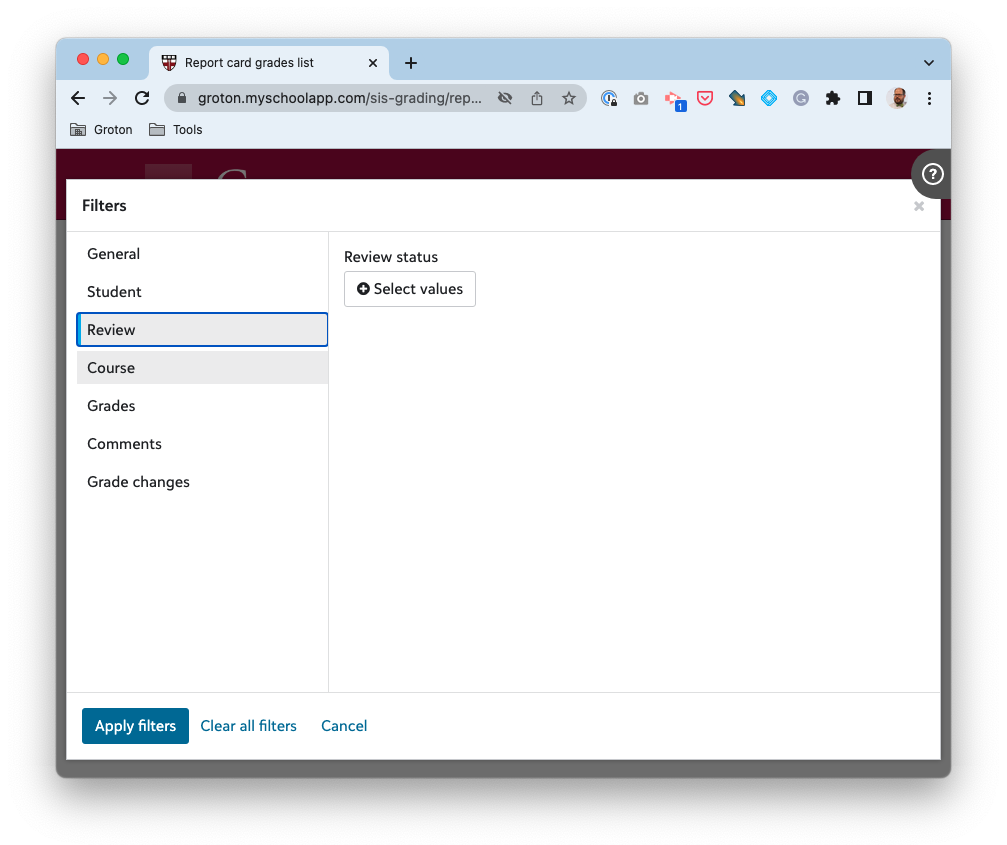 Report card grades list
groton.myschoolapp.com/sis-grading/rep...
1
Groton
Tools
Filters
General
Student
Review
Course
Grades
Comments
Grade changes
Review status
Select values
Apply filters
Clear all filters
Cancel